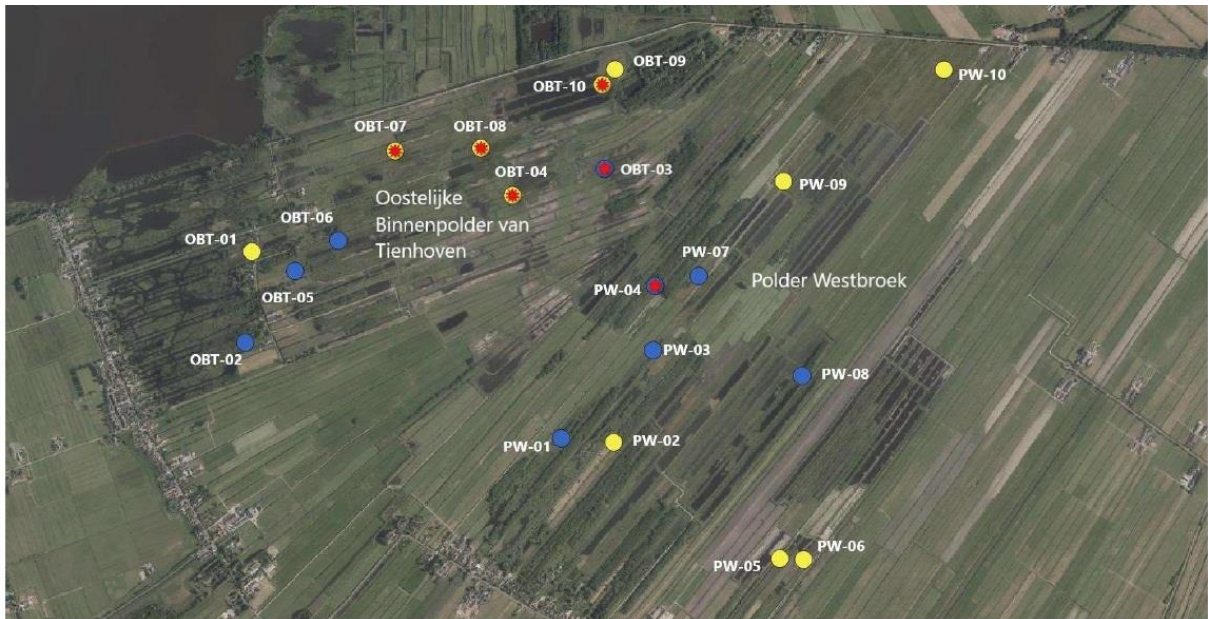 OBT-09
PW-10
OBT-10
OBT-07
OBT-08
OBT-03
OBT-04
PW-09
Oostelijke
Binnenpolder van
Tienhoven
OBT-06
OBT-01
OBT-05
PW-07
PW-04
Polder Westbroek
OBT-02
PW-03
PW-08
PW-01
PW-02
PW-06
PW-05